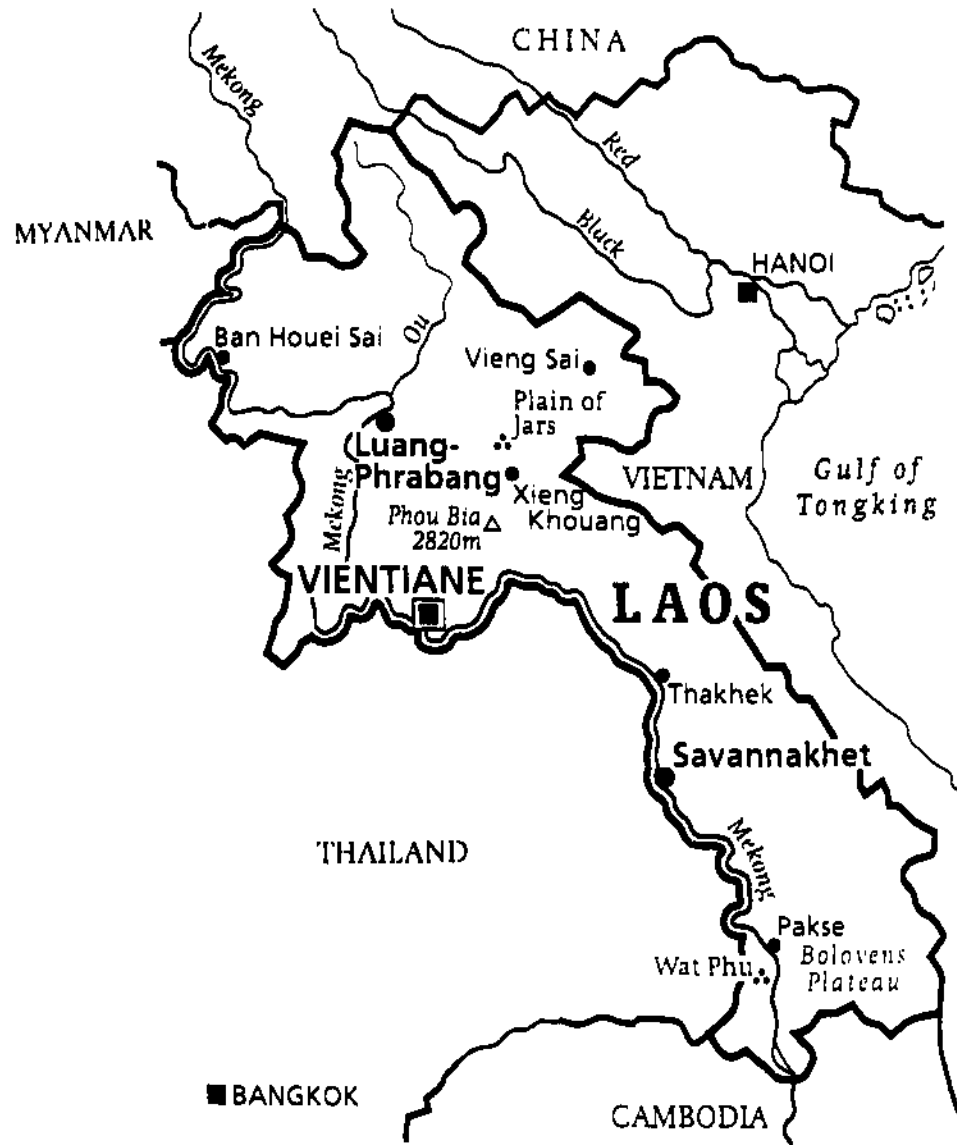 CHINA
Mekong
Red
MYANMAR
Black
HANOI
Ou
Ban Houei Sai
Vieng Sai
Plain of
Jars
Luang-
Phrabang
VIETNAM
Gulf of
Tongking
Xieng
Khouang
Mekong
Phou Bia
2820m
VIENTIANE
LAOS
Thakhek
Savannakhet
THAILAND
Mekong
Pakse
Wat Phu
Bolovens
Plateau
BANGKOK
CAMBODIA